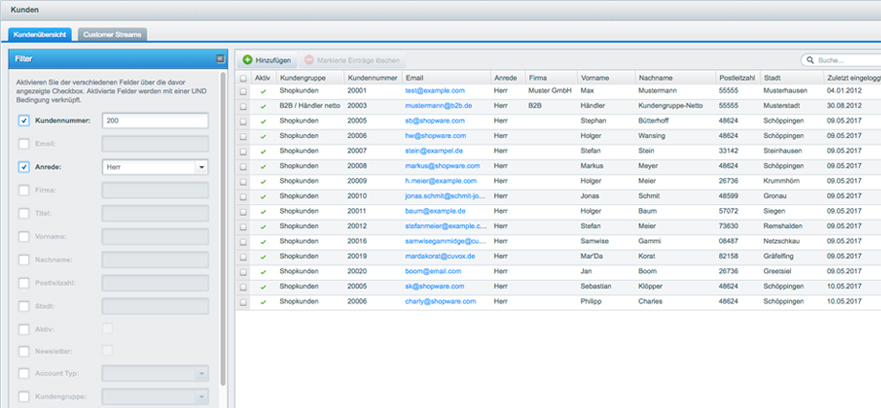 Kunden
Kundenübersicht Customer Streams
Filter
Aktivieren Sie der verschiedenen Felder über die davor
angezeigte Checkbox. Aktivierte Felder werden mit einer UND
Bedingung verknüpft.
Kundennummer: 200
Email:
Anrede: Herr
Firma:
Titel:
Vorname:
Nachname:
Postleitzahl:
Stadt:
Aktiv:
Newsletter:
Account Typ:
Kundengruppe:
Hinzufügen Markierte Einträge löschen Suche...
Aktiv Kundengruppe Kundennummer Email Anrede Firma Vorname Nachname Postleitzahl Stadt Zuletzt eingelogg
Shopkunden 20001 test@example.com Herr Muster GmbH Max Mustermann 55555 Musterhausen 04.01.2012
B2B / Händler netto 20003 mustermann@b2b.de Herr B2B Händler Kundengruppe-Netto 55555 Musterstadt 30.08.2012
Shopkunden 20005 sb@shopware.com Herr Stephan Bütterhoff 48624 Schöppingen 09.05.2017
Shopkunden 20006 hw@shopware.com Herr Holger Wansing 48624 Schöppingen 09.05.2017
Shopkunden 20007 stein@exampel.de Herr Stefan Stein 33142 Steinhausen 09.05.2017
Shopkunden 20008 markus@shopware.com Herr Markus Meyer 48624 Schöppingen 09.05.2017
Shopkunden 20009 h.meier@example.com Herr Holger Meier 26736 Krummhörn 09.05.2017
Shopkunden 20010 jonas.schmit@schmit-jo... Herr Jonas Schmit 48599 Gronau 09.05.2017
Shopkunden 20011 baum@example.de Herr Holger Baum 57072 Siegen 09.05.2017
Shopkunden 20012 stefanmeier@example.c... Herr Stefan Meier 73630 Remshalden 09.05.2017
Shopkunden 20016 samwisegammidge@cu... Herr Samwise Gammi 08487 Netzschkau 09.05.2017
Shopkunden 20019 mardakorat@cuvox.de Herr Mar'Da Korat 82158 Gräfelfing 09.05.2017
Shopkunden 20020 boom@email.com Herr Jan Boom 26736 Greetsiel 09.05.2017
Shopkunden 20005 sk@shopware.com Herr Sebastian Klöpper 48624 Schöppingen 10.05.2017
Shopkunden 20006 charly@shopware.com Herr Philipp Charles 48624 Schöppingen 10.05.2017